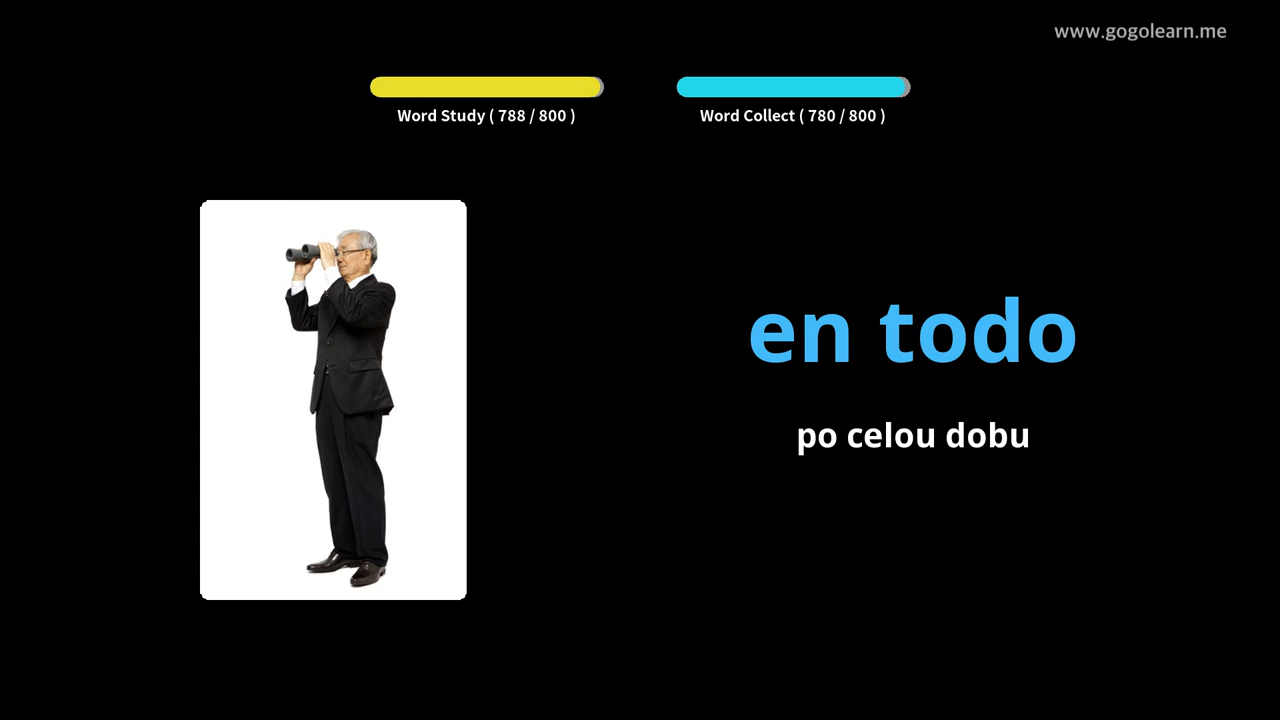 www.gogolearn.me
Word Study ( 788 / 800 )
Word Collect ( 780 / 800 )
en todo
po celou dobu